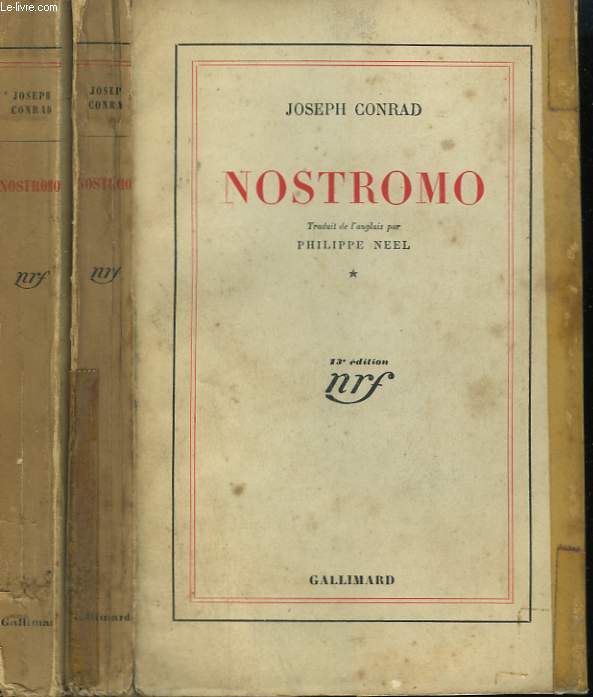 Le-livre.com
JOSEPH
CONRAD
NOSTROMO
nrf
Gallimard
JOSEPH
CONRAD
NOSTROMO
nrf
Gallimard
JOSEPH CONRAD
NOSTROMO
Traduit de l'anglais par
PHILIPPE NEEL
*
13e édition
nrf
GALLIMARD